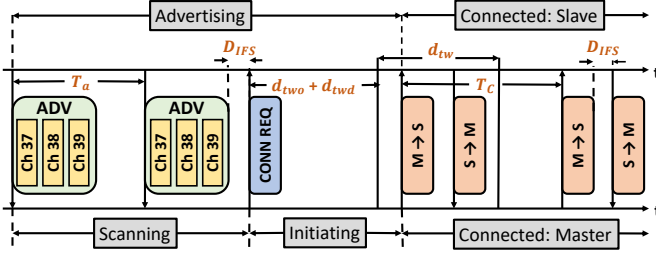 Advertising
Connected: Slave
D_IFS
d_tw
D_IFS
T_a
d_two + d_twd
T_C
t
ADV
Ch 37
Ch 38
Ch 39
ADV
Ch 37
Ch 38
Ch 39
CONN REQ
M → S
S → M
M → S
S → M
t
Scanning
Initiating
Connected: Master